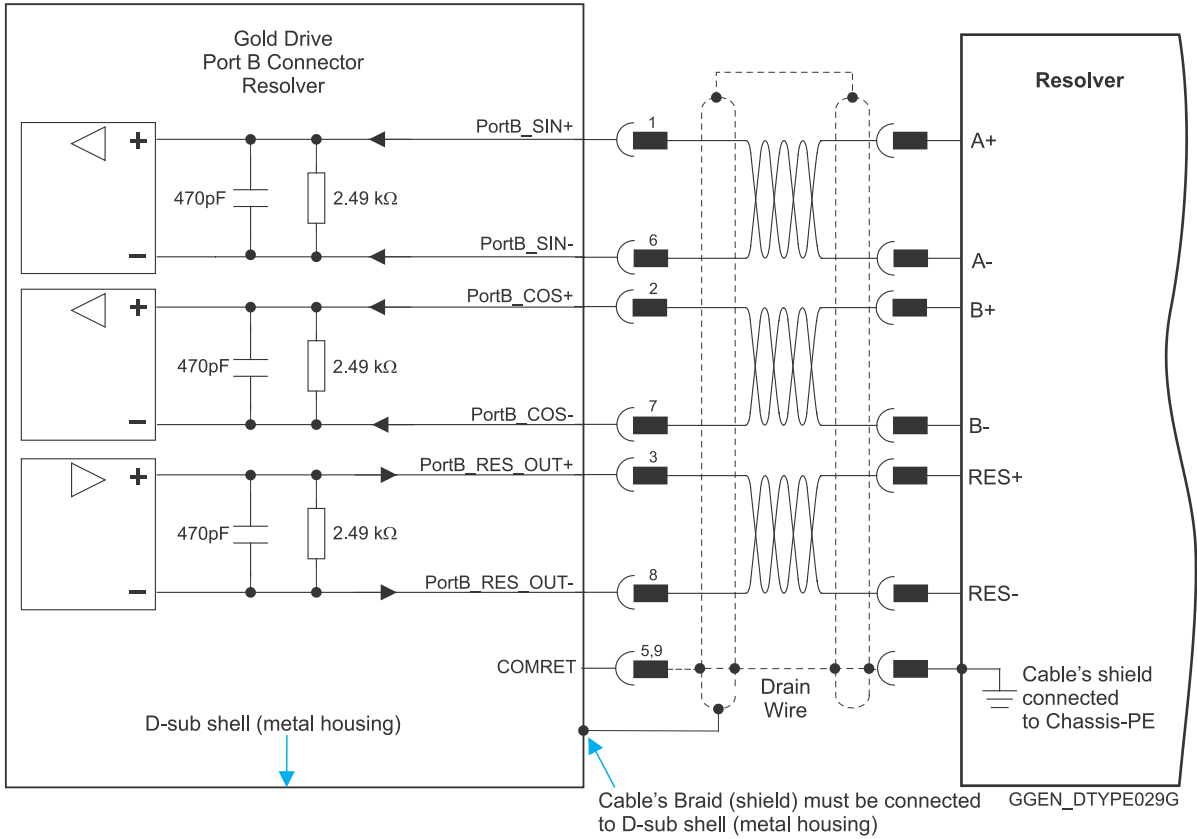 Gold Drive
Port B Connector
Resolver
Resolver
+
PortB_SIN+
1
A+
470pF
2.49 kΩ
−
PortB_SIN-
6
A-
+
PortB_COS+
2
B+
470pF
2.49 kΩ
−
PortB_COS-
7
B-
+
PortB_RES_OUT+
3
RES+
470pF
2.49 kΩ
−
PortB_RES_OUT-
8
RES-
COMRET
5,9
Drain
Wire
Cable's shield
connected
to Chassis-PE
D-sub shell (metal housing)
Cable's Braid (shield) must be connected
to D-sub shell (metal housing)
GGEN_DTYPE029G